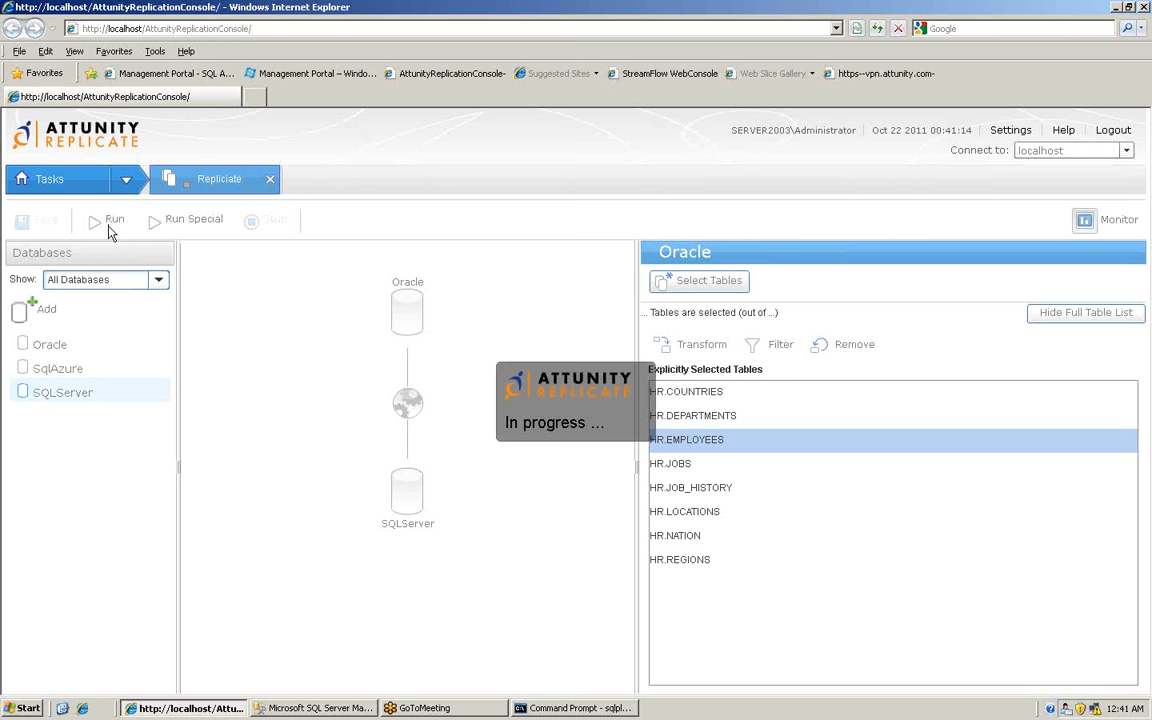 http://localhost/AttunityReplicationConsole/ - Windows Internet Explorer
http://localhost/AttunityReplicationConsole/
Google
File Edit View Favorites Tools Help
Favorites Management Portal - SQL A... Management Portal – Windo... AttunityReplicationConsole- Suggested Sites StreamFlow WebConsole Web Slice Gallery https--vpn.attunity.com-
http://localhost/AttunityReplicationConsole/
ATTUNITY
REPLICATE
SERVER2003\Administrator Oct 22 2011 00:41:14 Settings Help Logout
Connect to: localhost
Tasks Repliciate
Save Run Run Special Stop Monitor
Databases
Show: All Databases
Add
Oracle
SqlAzure
SQLServer
Oracle
SQLServer
ATTUNITY
REPLICATE
In progress ...
Oracle
Select Tables
... Tables are selected (out of ...) Hide Full Table List
Transform Filter Remove
Explicitly Selected Tables
HR.COUNTRIES
HR.DEPARTMENTS
HR.EMPLOYEES
HR.JOBS
HR.JOB_HISTORY
HR.LOCATIONS
HR.NATION
HR.REGIONS
Start http://localhost/Attu... Microsoft SQL Server Ma... GoToMeeting Command Prompt - sqlpl... 12:41 AM